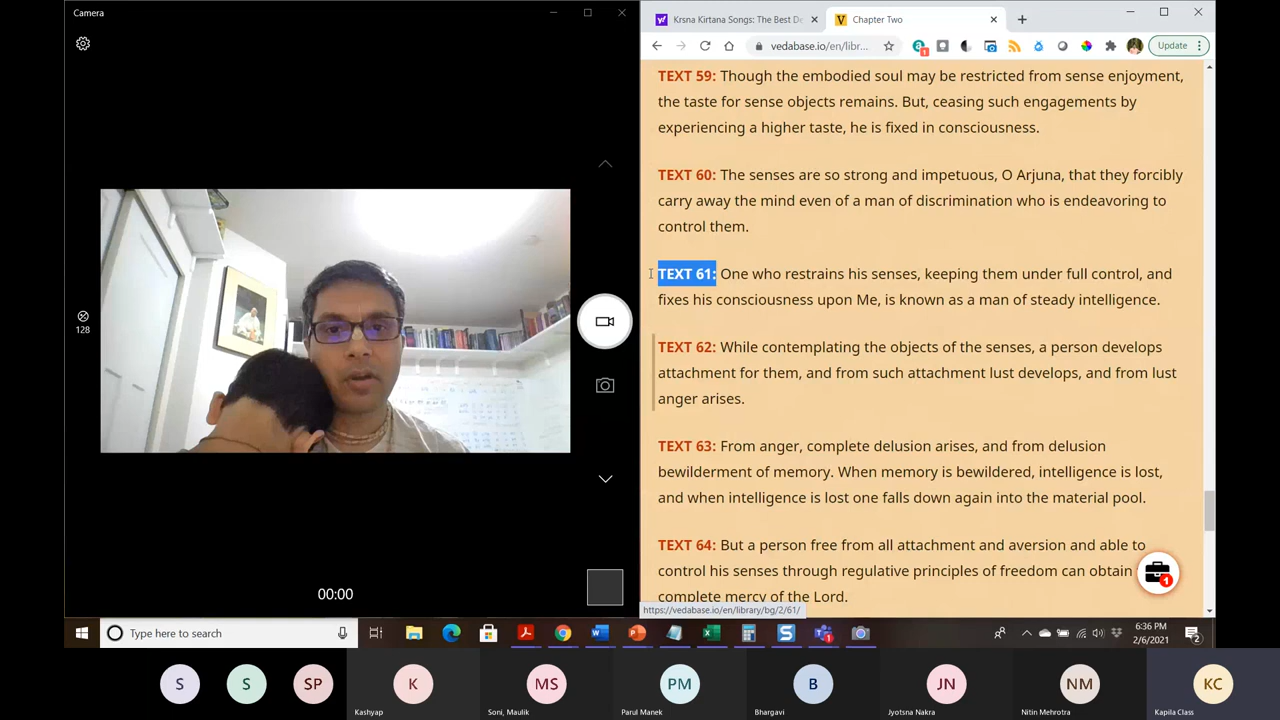 Camera
Krsna Kirtana Songs: The Best De
Chapter Two
vedabase.io/en/libr...
Update
TEXT 59: Though the embodied soul may be restricted from sense enjoyment,
the taste for sense objects remains. But, ceasing such engagements by
experiencing a higher taste, he is fixed in consciousness.
TEXT 60: The senses are so strong and impetuous, O Arjuna, that they forcibly
carry away the mind even of a man of discrimination who is endeavoring to
control them.
TEXT 61: One who restrains his senses, keeping them under full control, and
fixes his consciousness upon Me, is known as a man of steady intelligence.
TEXT 62: While contemplating the objects of the senses, a person develops
attachment for them, and from such attachment lust develops, and from lust
anger arises.
TEXT 63: From anger, complete delusion arises, and from delusion
bewilderment of memory. When memory is bewildered, intelligence is lost,
and when intelligence is lost one falls down again into the material pool.
TEXT 64: But a person free from all attachment and aversion and able to
control his senses through regulative principles of freedom can obtain
complete mercy of the Lord.
1
https://vedabase.io/en/library/bg/2/61/
128
00:00
Type here to search
6:36 PM
2/6/2021
2
S
S
SP
K
MS
PM
B
JN
NM
KC
Kashyap
Soni, Maulik
Parul Manek
Bhargavi
Jyotsna Nakra
Nitin Mehrotra
Kapila Class